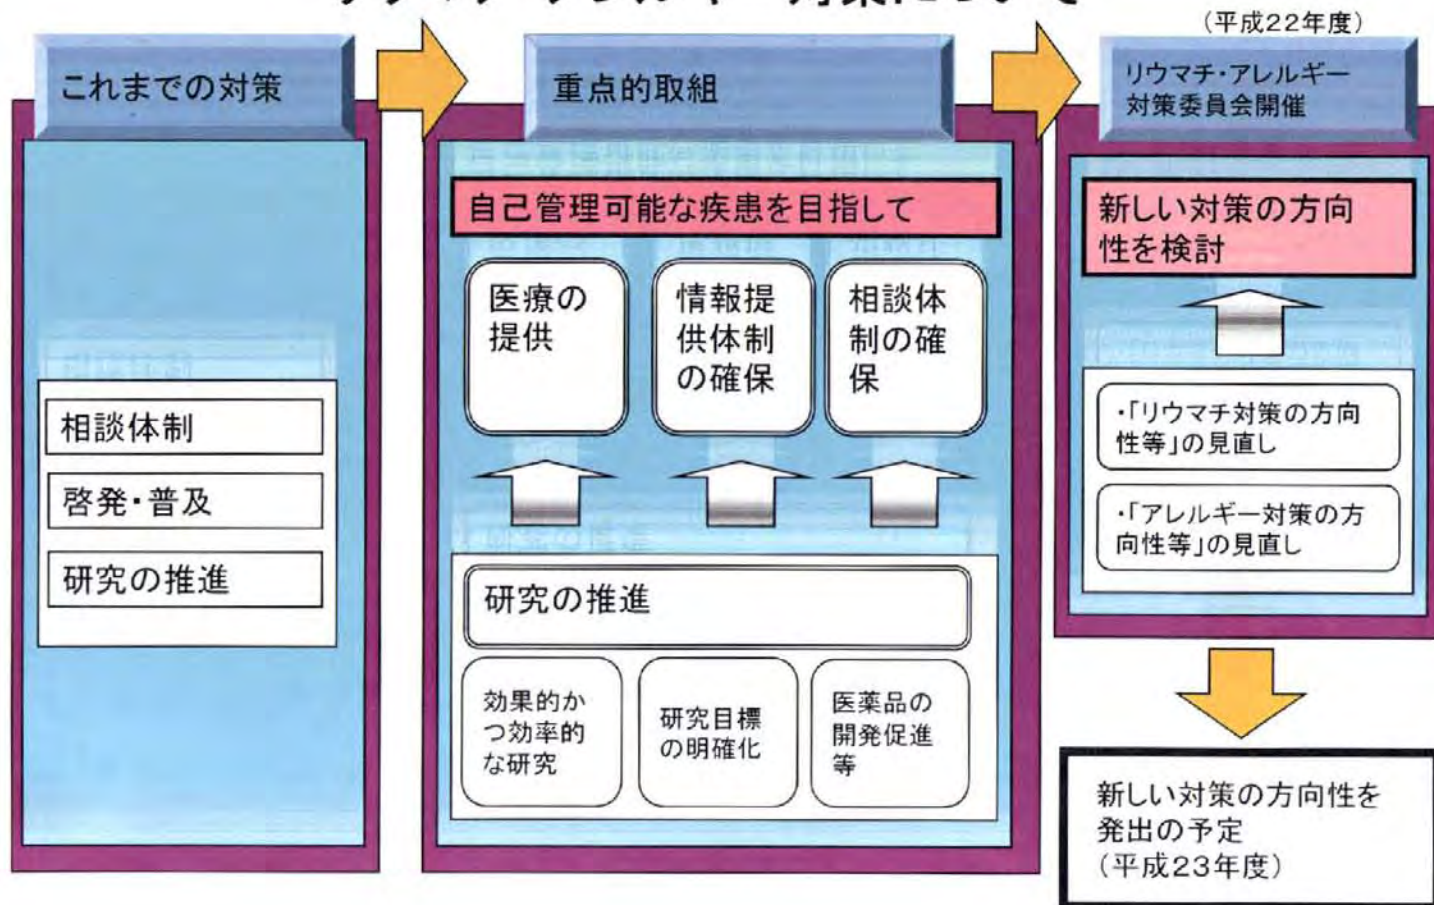 (平成22年度)
これまでの対策
相談体制
啓発・普及
研究の推進
重点的取組
自己管理可能な疾患を目指して
医療の
提供
情報提
供体制
の確保
相談体
制の確
保
研究の推進
効果的か
つ効率的
な研究
研究目標
の明確化
医薬品の
開発促進
等
リウマチ・アレルギー
対策委員会開催
新しい対策の方向
性を検討
・「リウマチ対策の方向
性等」の見直し
・「アレルギー対策の方
向性等」の見直し
新しい対策の方向性を
発出の予定
(平成23年度)